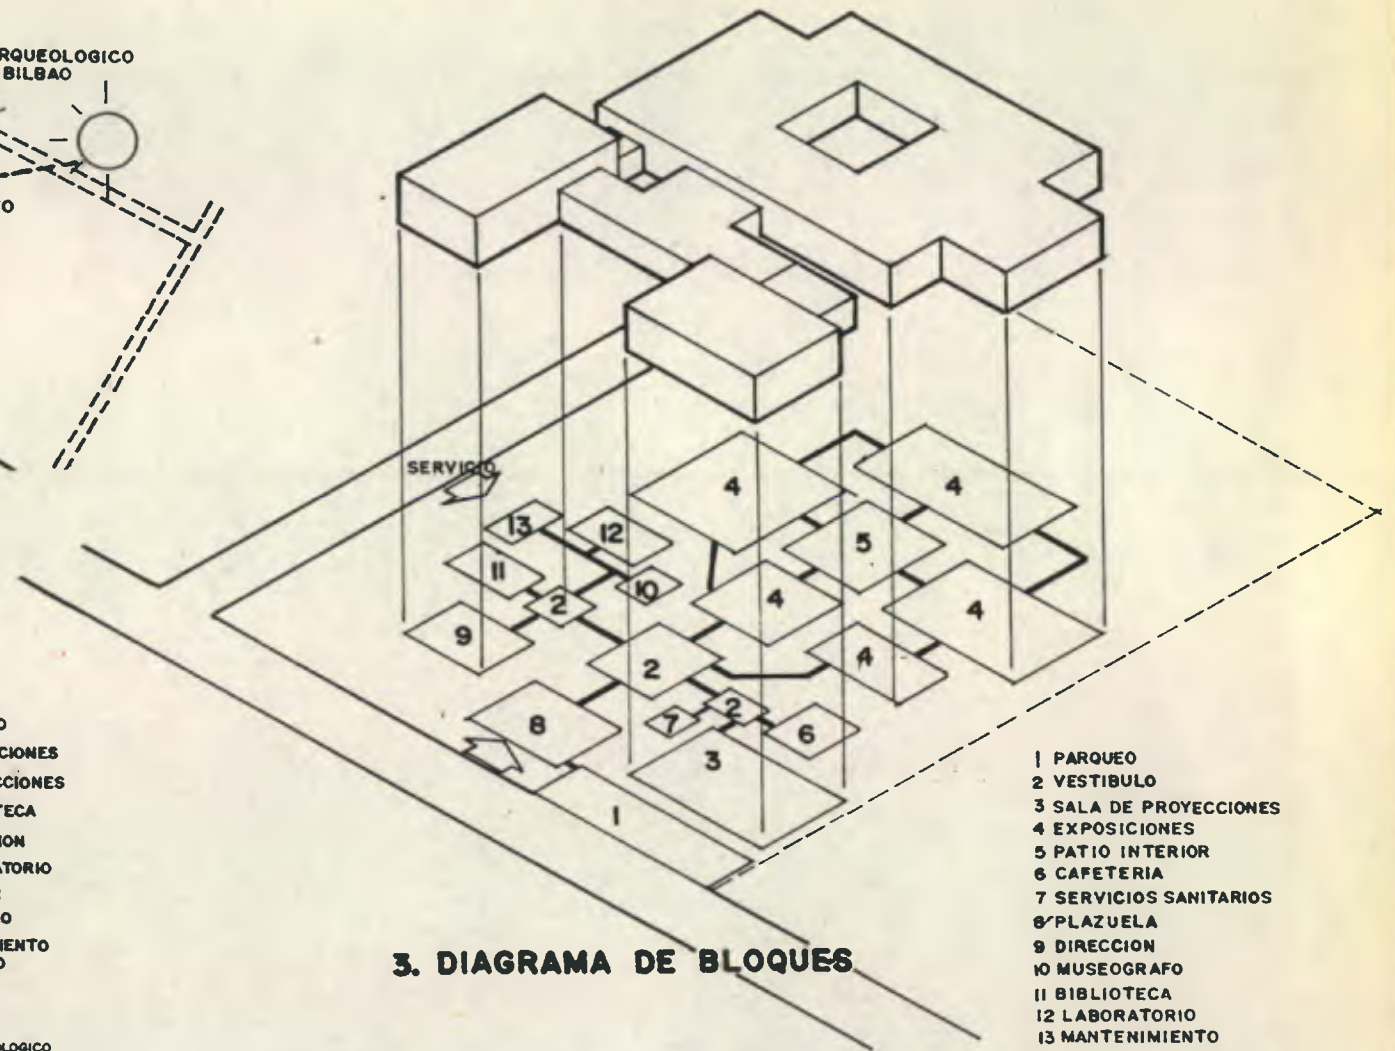 RQUEOLOGICO
BILBAO
O
SERVICIO
4
4
13
12
5
11
10
2
4
4
9
2
4
8
7
2
6
3
1
O
CIONES
CCIONES
TECA
ION
ATORIO
O
IENTO
O
OLOGICO
3. DIAGRAMA DE BLOQUES
1 PARQUEO
2 VESTIBULO
3 SALA DE PROYECCIONES
4 EXPOSICIONES
5 PATIO INTERIOR
6 CAFETERIA
7 SERVICIOS SANITARIOS
8 PLAZUELA
9 DIRECCION
10 MUSEOGRAFO
11 BIBLIOTECA
12 LABORATORIO
13 MANTENIMIENTO